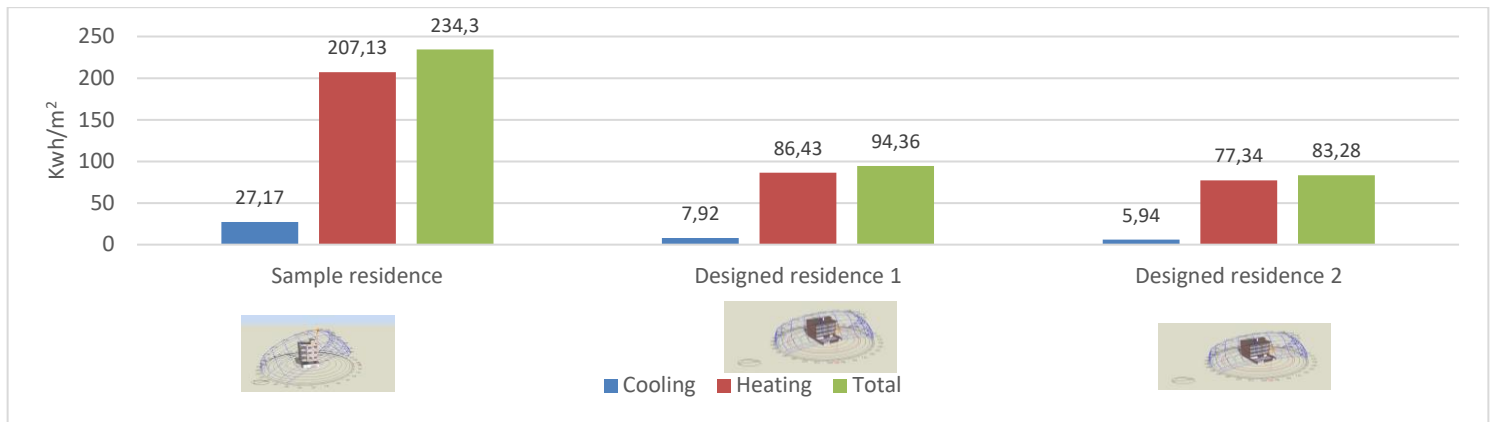 250
200
150
100
50
0
Kwh/m²
27,17
207,13
234,3
7,92
86,43
94,36
5,94
77,34
83,28
Sample residence
Designed residence 1
Designed residence 2
Cooling
Heating
Total